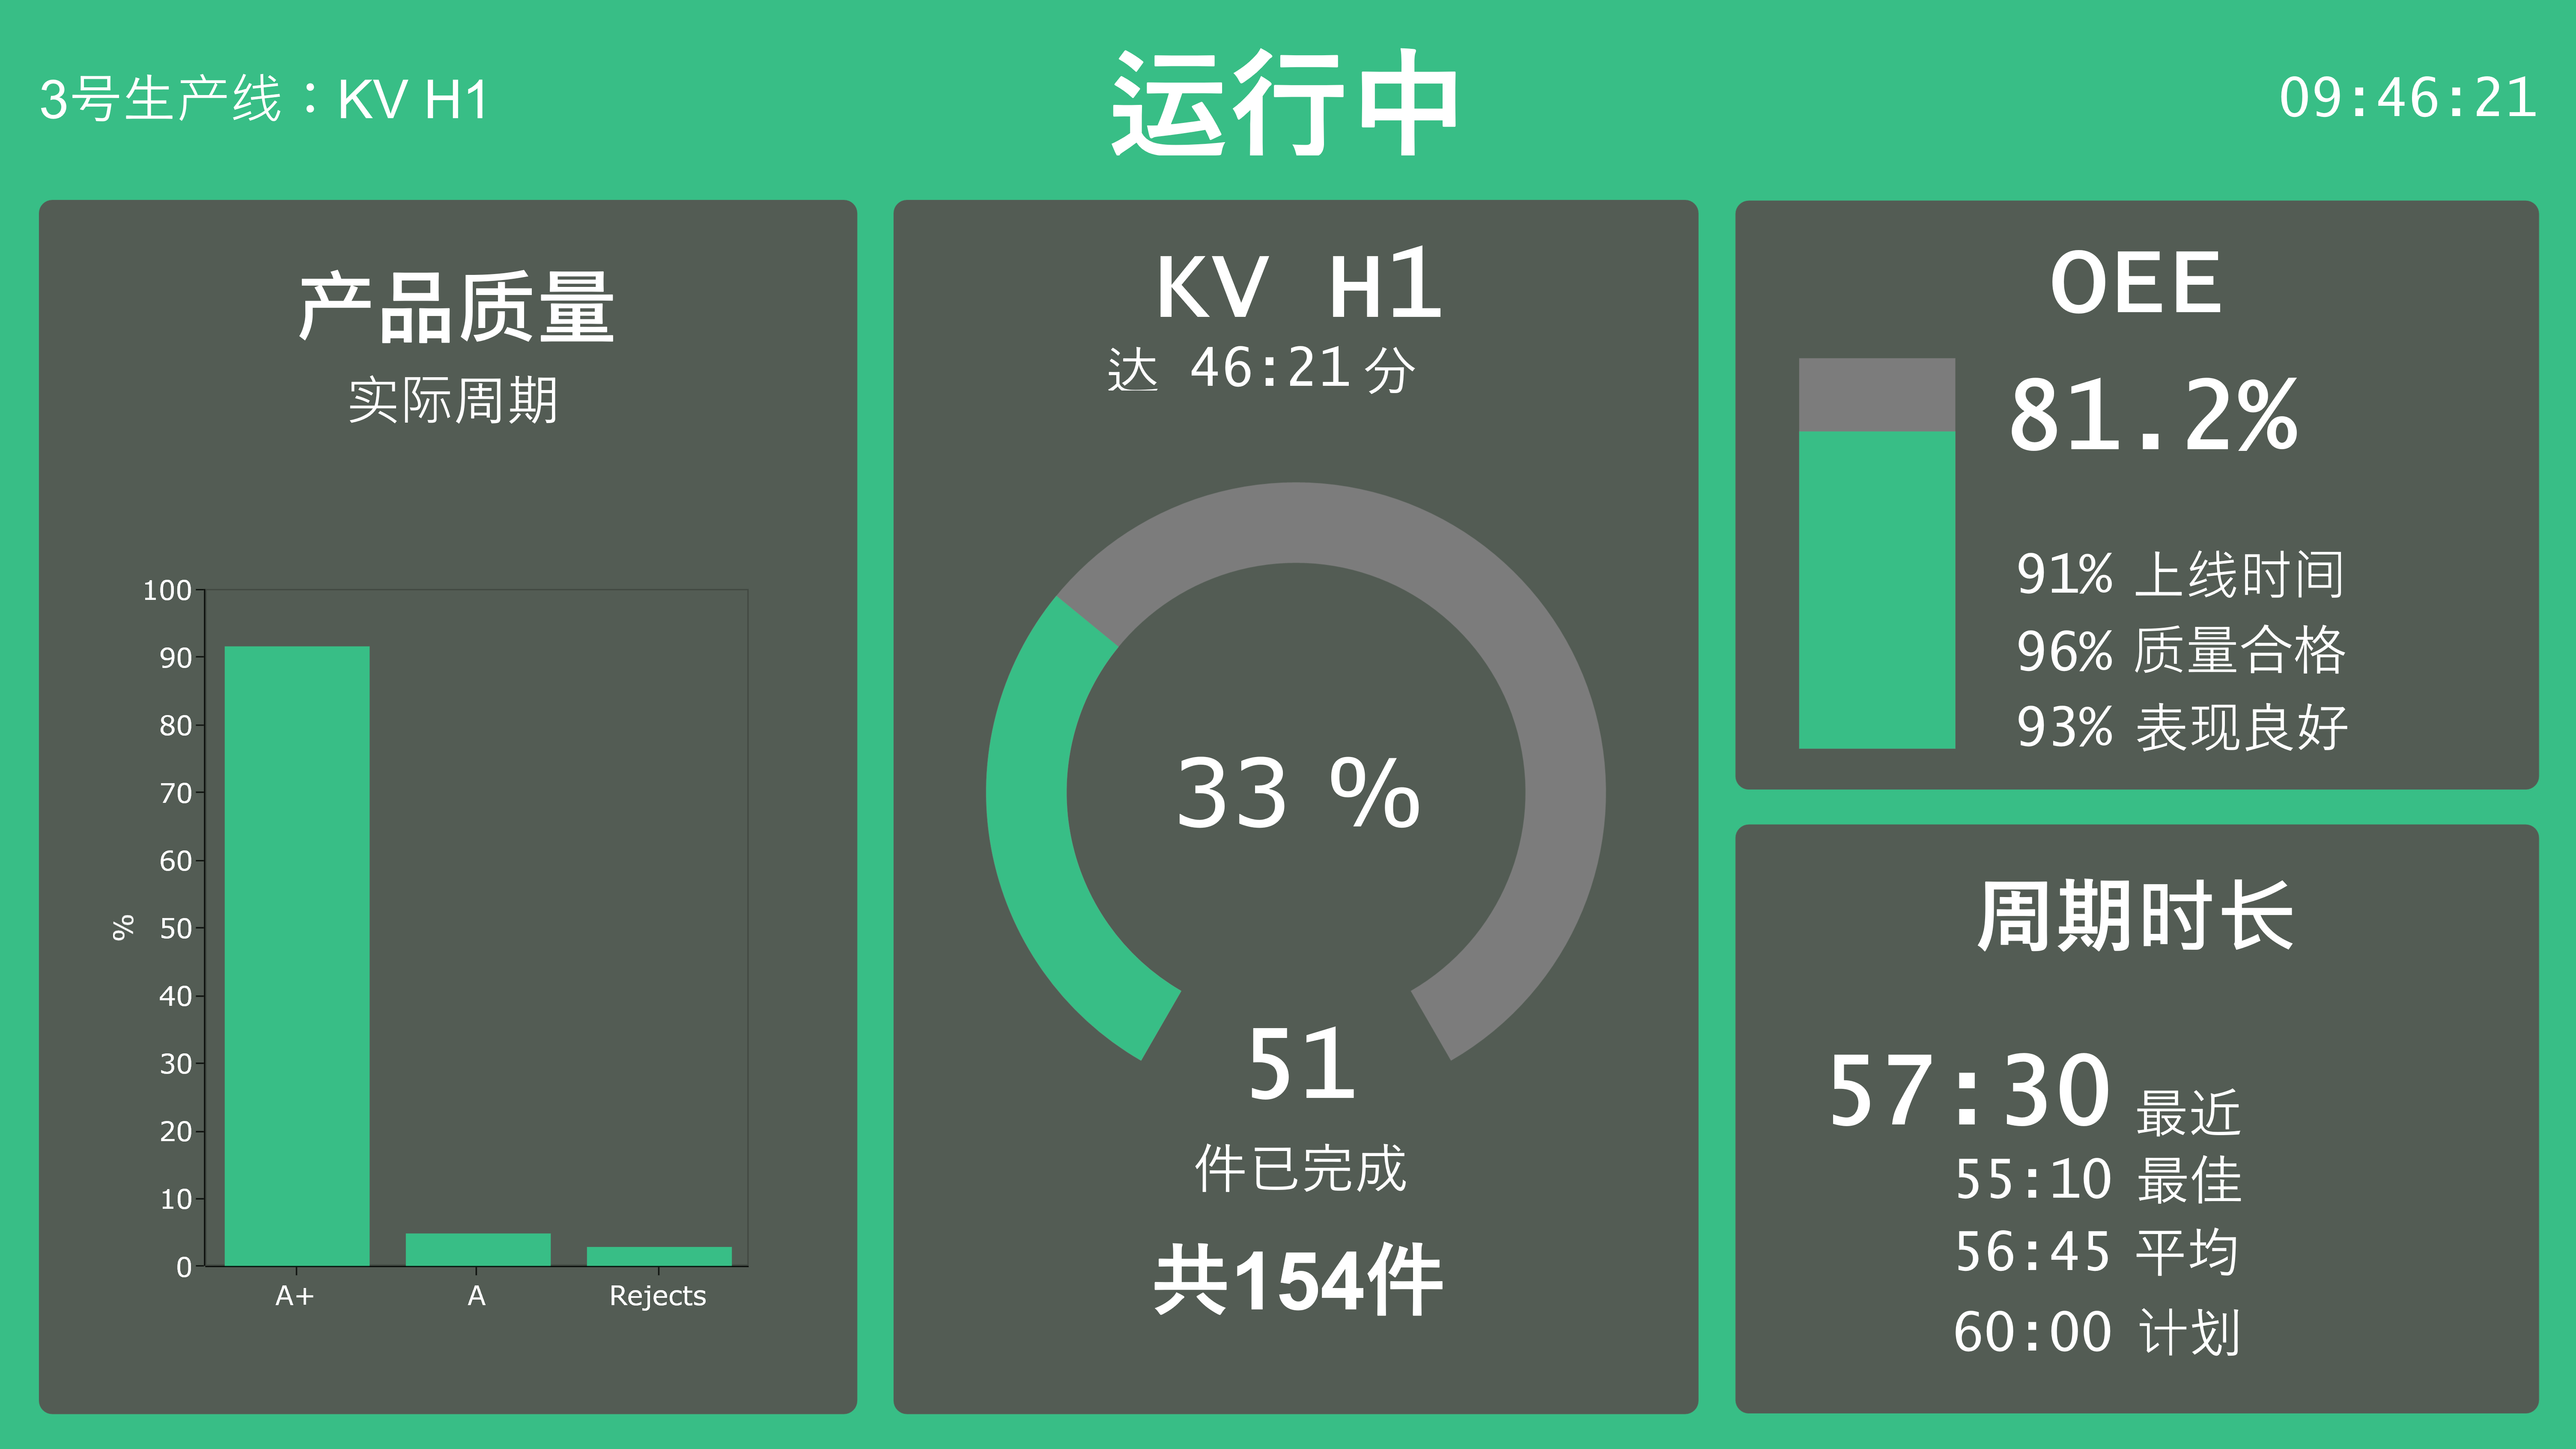 3号生产线：KV H1
运行中
09:46:21
产品质量
实际周期
100
90
80
70
60
50
40
30
20
10
0
%
A+
A
Rejects
KV H1
达 46:21 分
33 %
51
件已完成
共154件
OEE
81.2%
91% 上线时间
96% 质量合格
93% 表现良好
周期时长
57:30 最近
55:10 最佳
56:45 平均
60:00 计划